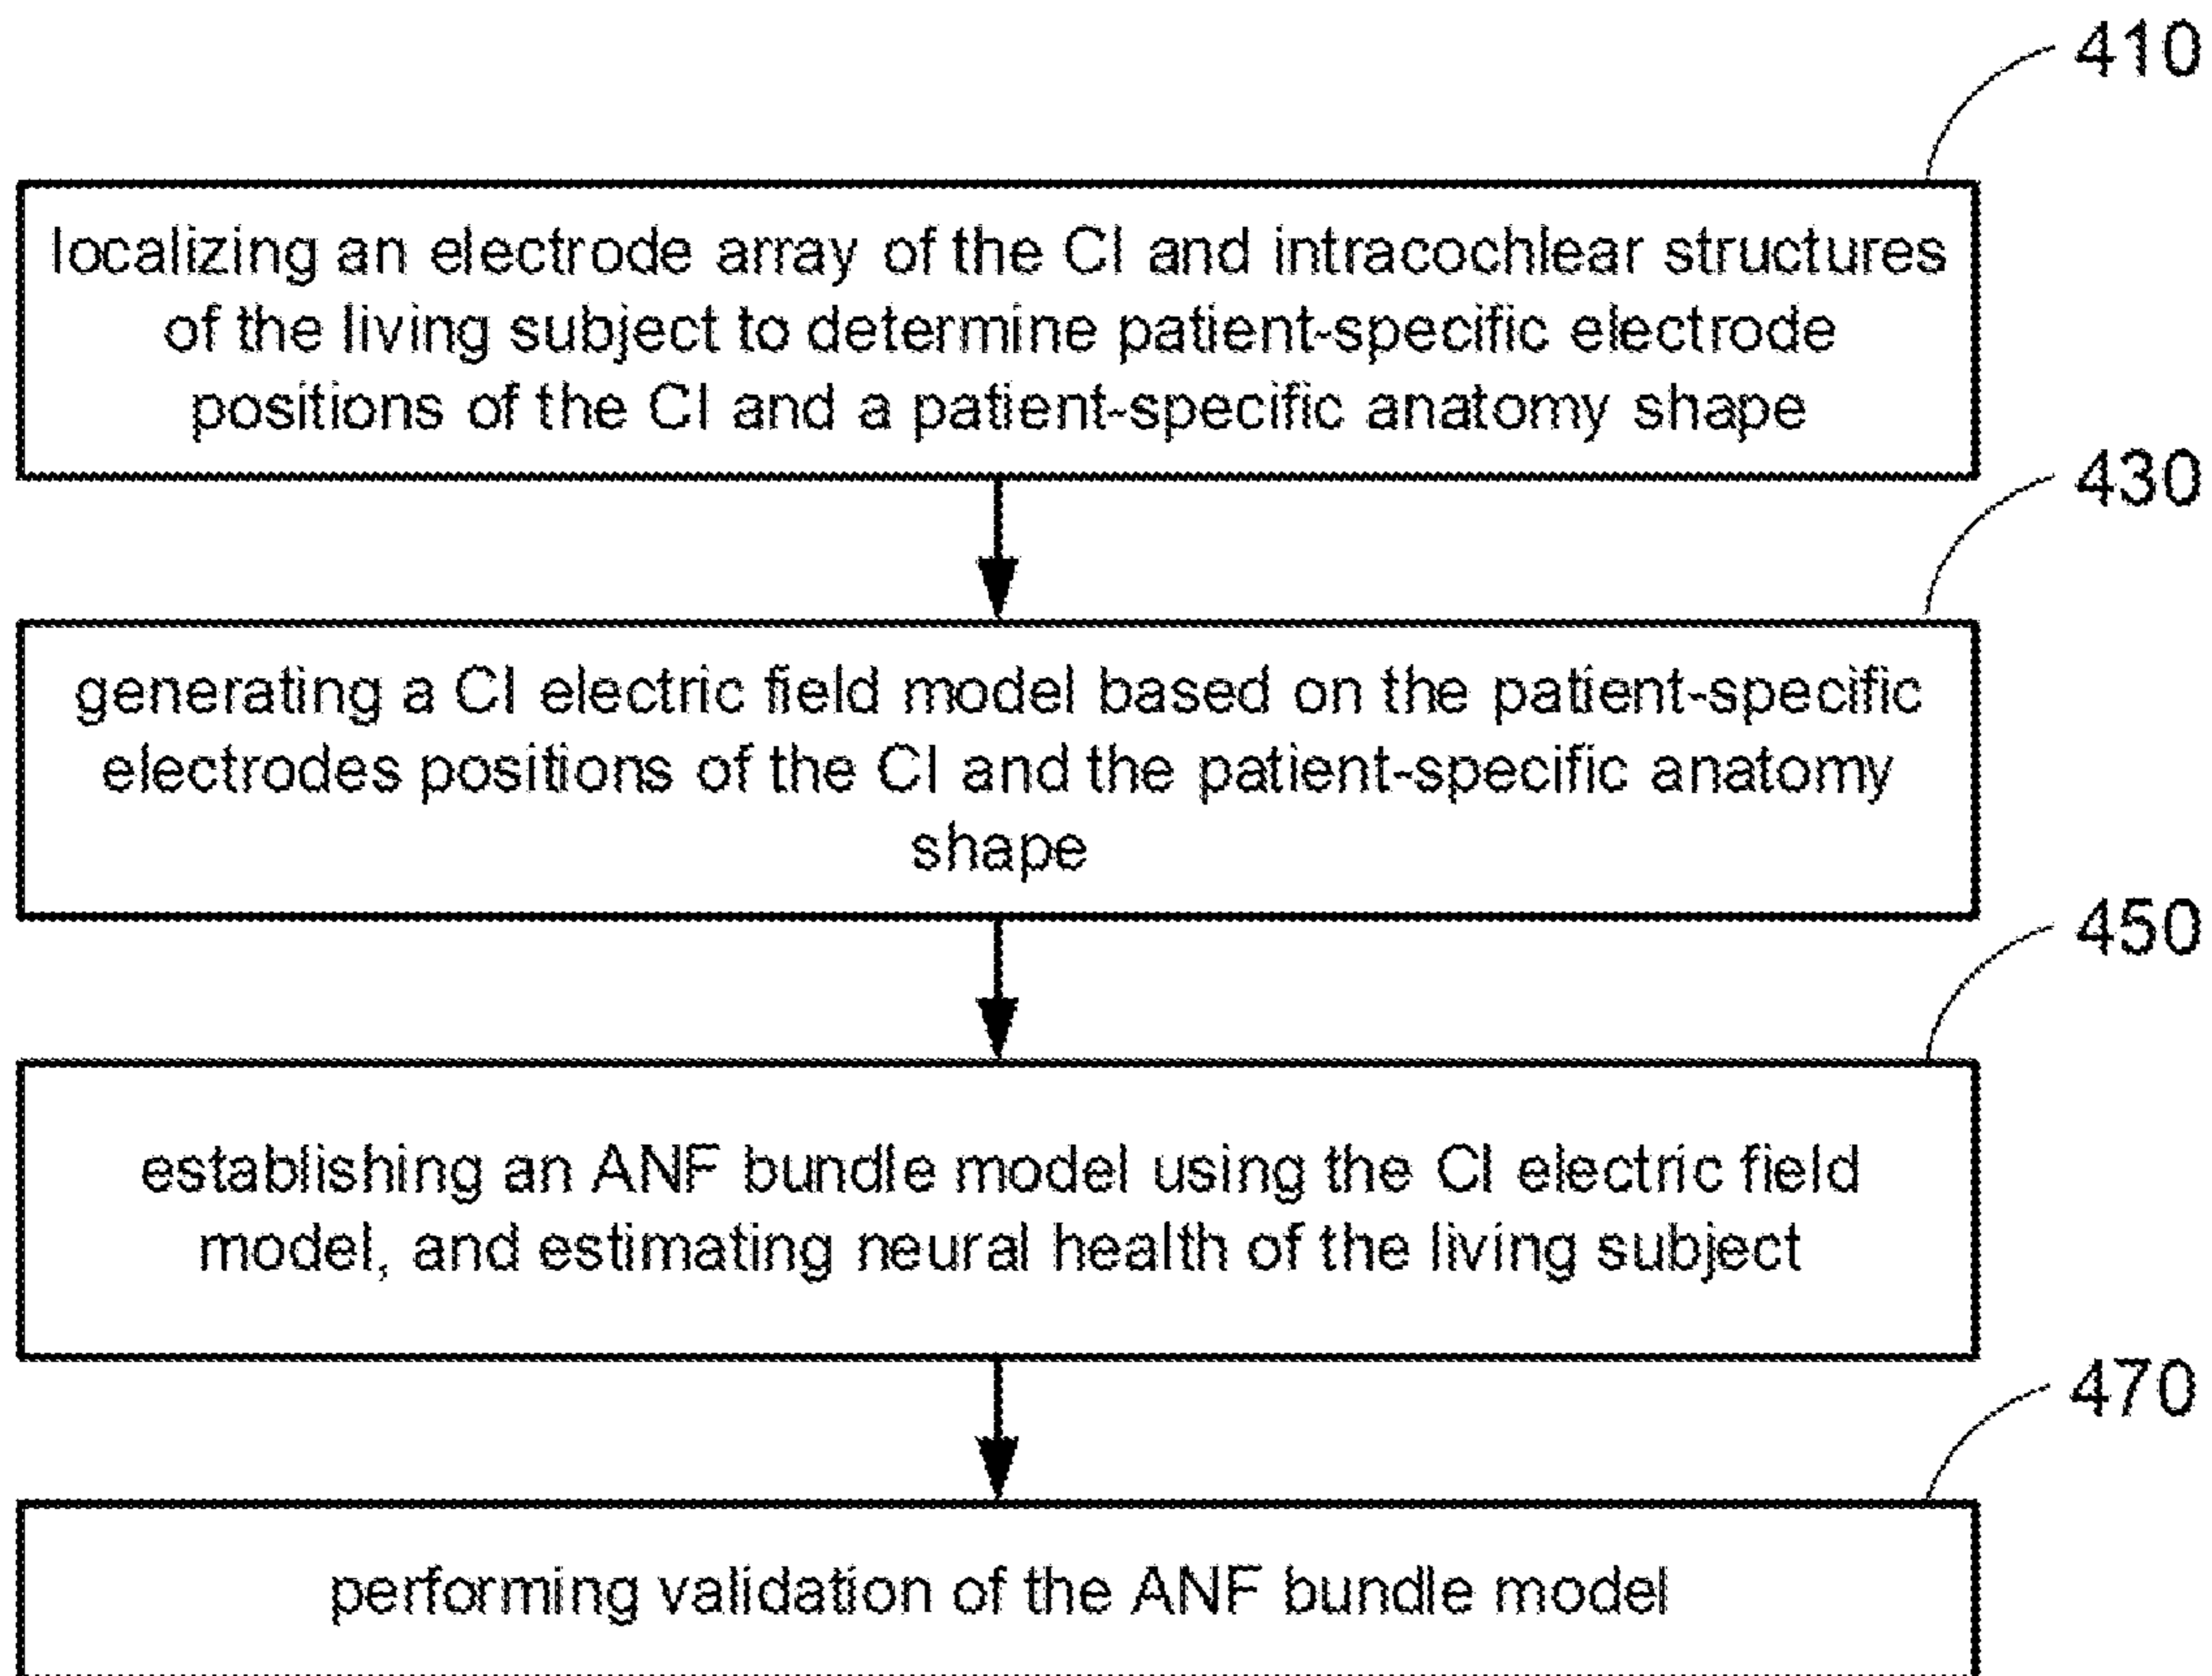 410
localizing an electrode array of the CI and intracochlear structures
of the living subject to determine patient-specific electrode
positions of the CI and a patient-specific anatomy shape
430
generating a CI electric field model based on the patient-specific
electrodes positions of the CI and the patient-specific anatomy
shape
450
establishing an ANF bundle model using the CI electric field
model, and estimating neural health of the living subject
470
performing validation of the ANF bundle model